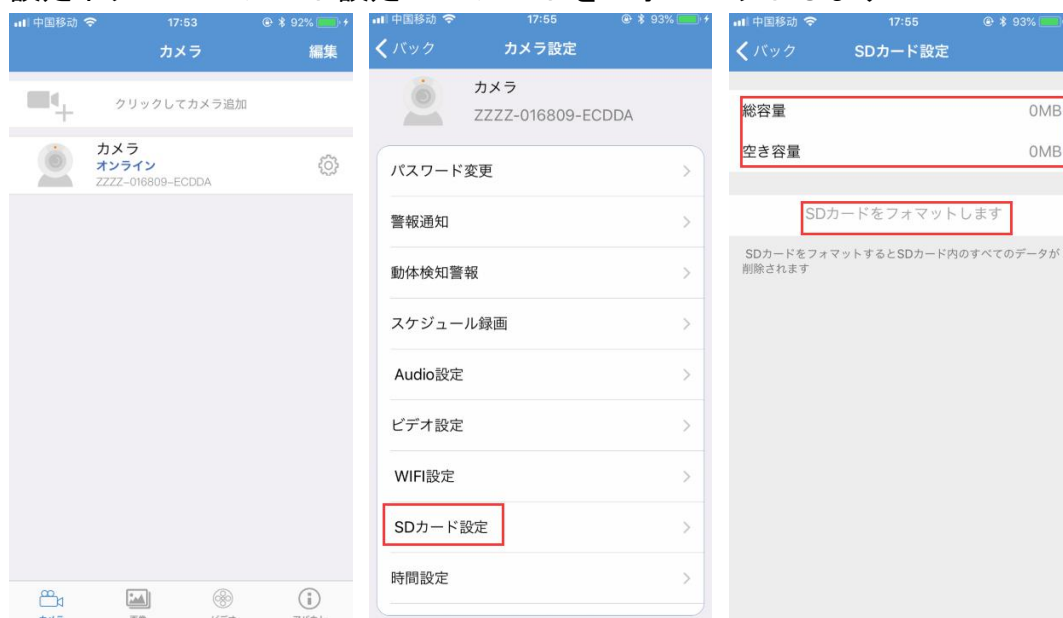 中国移动 17:53 92%
カメラ 編集
クリックしてカメラ追加
カメラ
オンライン
ZZZZ-016809-ECDDA
中国移动 17:55 93%
バック カメラ設定
カメラ
ZZZZ-016809-ECDDA
パスワード変更
警報通知
動体検知警報
スケジュール録画
Audio設定
ビデオ設定
WIFI設定
SDカード設定
時間設定
中国移动 17:55 93%
バック SDカード設定
総容量 0MB
空き容量 0MB
SDカードをフォマットします
SDカードをフォマットするとSDカード内のすべてのデータが
削除されます